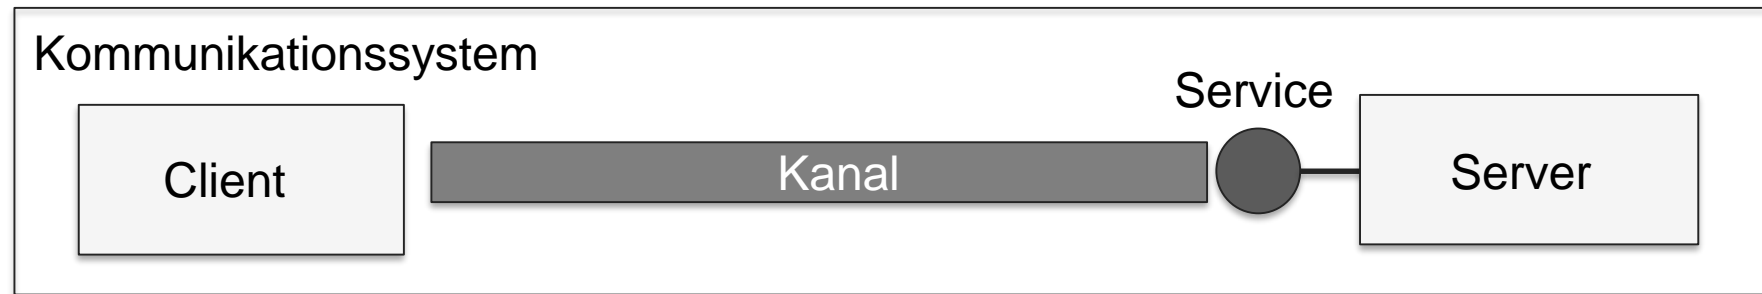 Kommunikationssystem
Service
Client
Kanal
Server